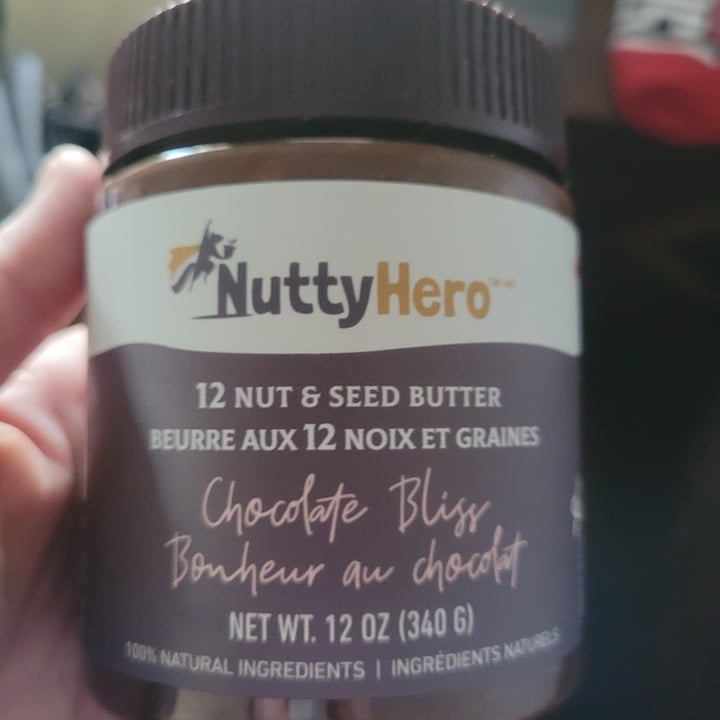 NuttyHero
12 NUT & SEED BUTTER
BEURRE AUX 12 NOIX ET GRAINES
Chocolate Bliss
Bonheur au chocolat
NET WT. 12 OZ (340 G)
100% NATURAL INGREDIENTS | INGRÉDIENTS NATURELS